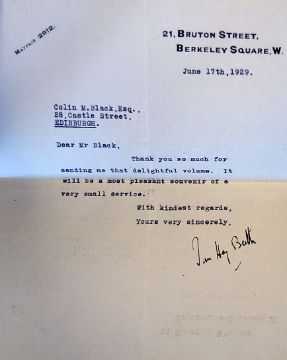 MAYFAIR 2912.
21, BRUTON STREET,
BERKELEY SQUARE, W.
June 17th, 1929.
Colin M.Black,Esq.,
28,Castle Street,
EDINBURGH.
Dear Mr Black,
Thank you so much for
sending me that delightful volume. It
will be a most pleasant souvenir of a
very small service.
With kindest regards,
Yours very sincerely,
Ian Hay Beith